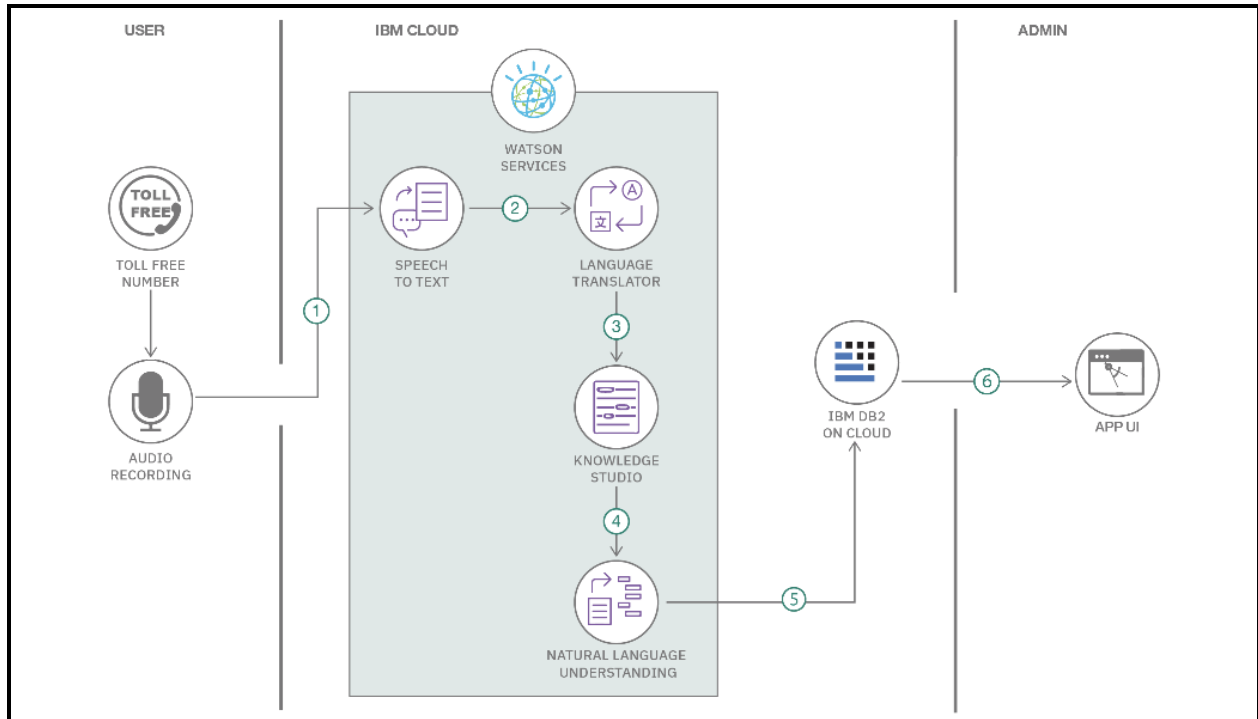 USER
IBM CLOUD
ADMIN
WATSON
SERVICES
TOLL
FREE
TOLL FREE
NUMBER
1
AUDIO
RECORDING
SPEECH
TO TEXT
2
A
文
LANGUAGE
TRANSLATOR
3
KNOWLEDGE
STUDIO
4
NATURAL LANGUAGE
UNDERSTANDING
5
IBM DB2
ON CLOUD
6
APP UI